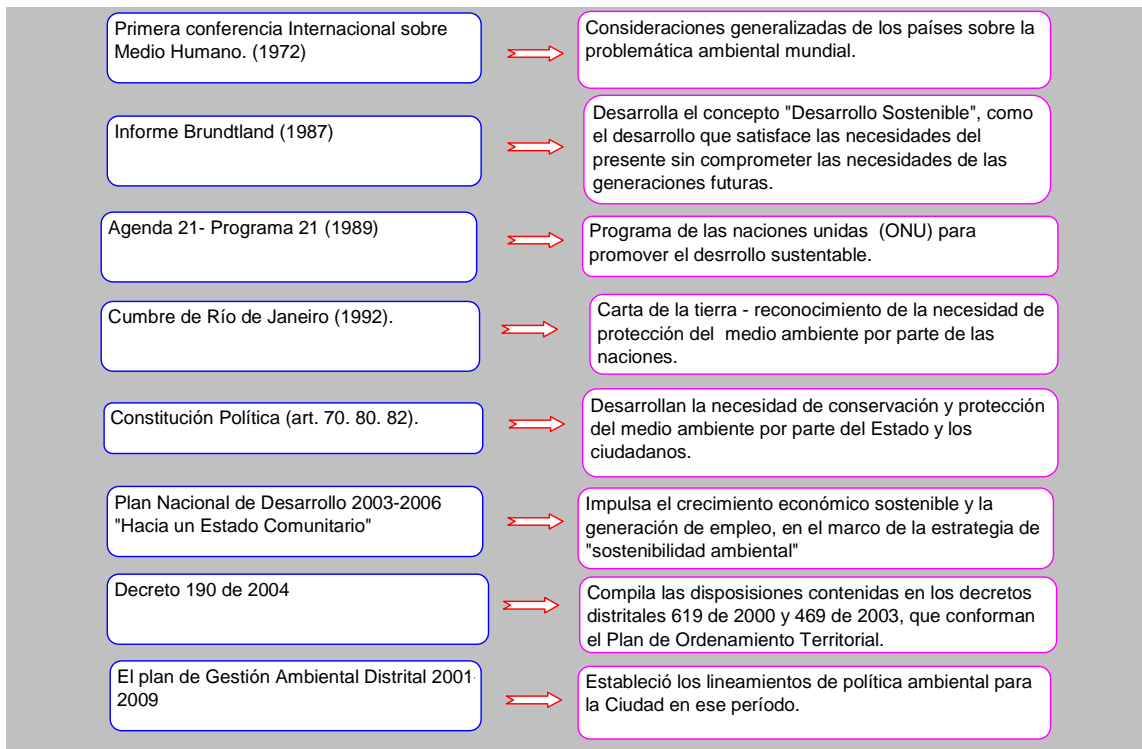 Primera conferencia Internacional sobre
Medio Humano. (1972)
Consideraciones generalizadas de los países sobre la
problemática ambiental mundial.
Informe Brundtland (1987)
Desarrolla el concepto "Desarrollo Sostenible", como
el desarrollo que satisface las necesidades del
presente sin comprometer las necesidades de las
generaciones futuras.
Agenda 21- Programa 21 (1989)
Programa de las naciones unidas (ONU) para
promover el desrrollo sustentable.
Cumbre de Río de Janeiro (1992).
Carta de la tierra - reconocimiento de la necesidad de
protección del medio ambiente por parte de las
naciones.
Constitución Política (art. 70. 80. 82).
Desarrollan la necesidad de conservación y protección
del medio ambiente por parte del Estado y los
ciudadanos.
Plan Nacional de Desarrollo 2003-2006
"Hacia un Estado Comunitario"
Impulsa el crecimiento económico sostenible y la
generación de empleo, en el marco de la estrategia de
"sostenibilidad ambiental"
Decreto 190 de 2004
Compila las disposiciones contenidas en los decretos
distritales 619 de 2000 y 469 de 2003, que conforman
el Plan de Ordenamiento Territorial.
El plan de Gestión Ambiental Distrital 2001-
2009
Estableció los lineamientos de política ambiental para
la Ciudad en ese período.